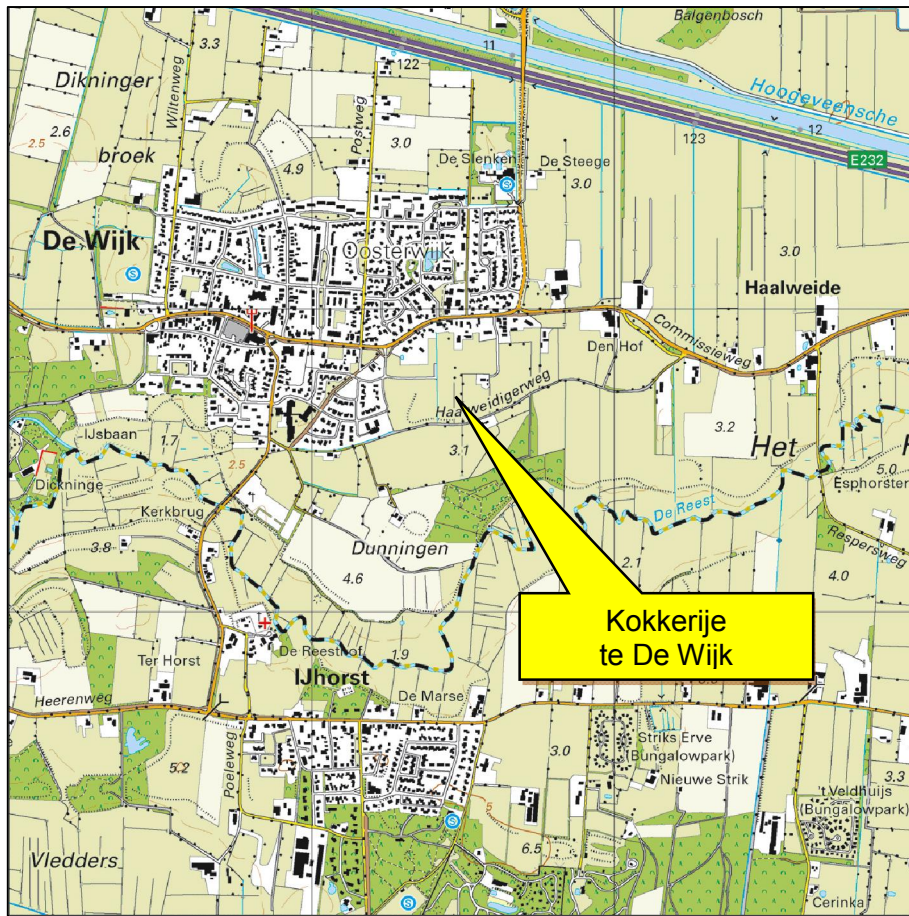 Balgenbosch
3.3
11
122
Dikninger
Wiltenweg
Postweg
Hoogeveensche
123
12
2.6
2.5
3.0
broek
4.9
De Slenken
De Steege
3.0
E232
S
De Wijk
Oosterwijk
3.0
S
Haalweide
Commissieweg
Den Hof
Haalweidigerweg
IJsbaan
1.7
3.1
3.2
Het
2.5
5.0
Dickninge
Esphorster
De Reest
Kerkbrug
Dunningen
Respersweg
3.8
4.6
2.1
4.0
Kokkerije
te De Wijk
Ter Horst
De Reesthof
1.9
IJhorst
De Marse
Heerenweg
Striks Erve
(Bungalowpark)
3.0
5.2
Poeleweg
Nieuwe Strik
3.3
't Veldhuijs
(Bungalowpark)
S
5
6.5
Vledders
S
Cerinka